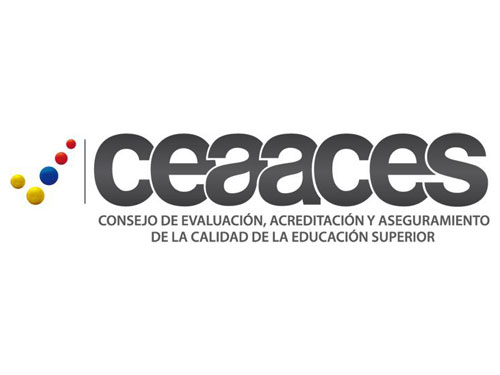 ceaaces
CONSEJO DE EVALUACIÓN, ACREDITACIÓN Y ASEGURAMIENTO
DE LA CALIDAD DE LA EDUCACIÓN SUPERIOR